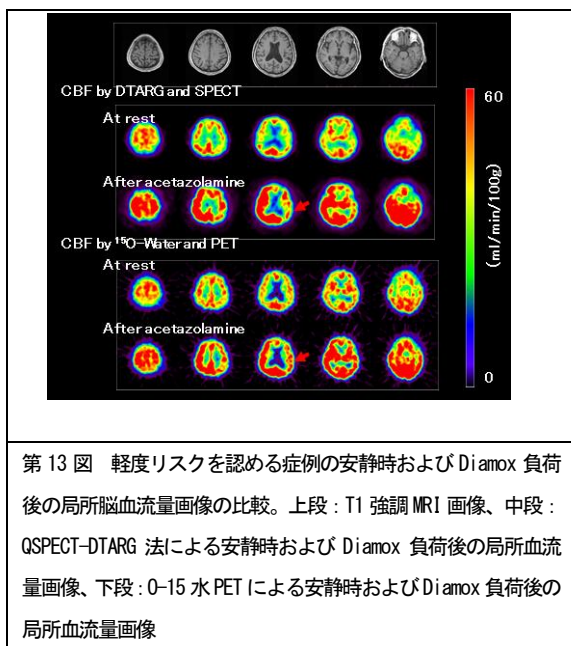 CBF by DTARG and SPECT
At rest
After acetazolamine
CBF by ¹⁵O-Water and PET
At rest
After acetazolamine
60
(ml/min/100g)
0
第 13 図　軽度リスクを認める症例の安静時および Diamox 負荷
後の局所脳血流量画像の比較。上段：T1 強調 MRI 画像、中段：
QSPECT-DTARG 法による安静時および Diamox 負荷後の局所血流
量画像、下段：O-15 水 PET による安静時および Diamox 負荷後の
局所血流量画像